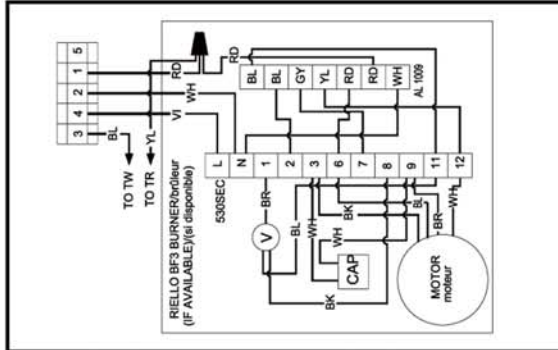 RIELLO BF3 BURNER/brûleur
(IF AVAILABLE)/(si disponible)
5
1
2
4
3
RD
WH
VI
BL
YL
TO TW
TO TR
RD
BL
BL
GY
YL
RD
RD
WH
AL 1009
530SEC
L
N
1
2
3
6
7
8
9
11
12
BR
V
BL
WH
WH
CAP
BK
BK
BL
BR
WH
MOTOR
moteur